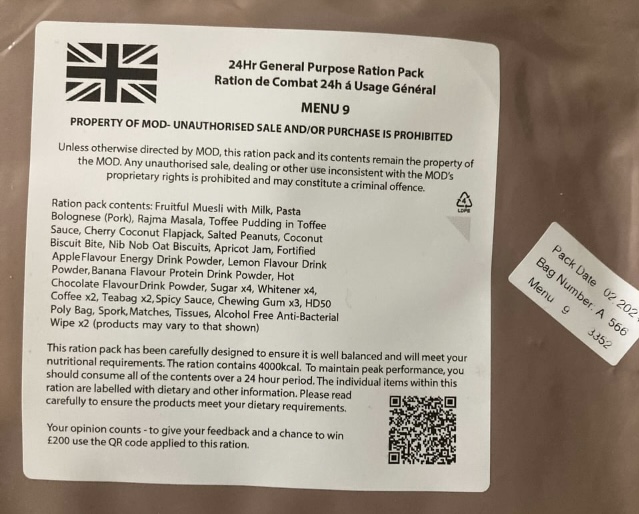 24Hr General Purpose Ration Pack
Ration de Combat 24h á Usage Général
MENU 9
PROPERTY OF MOD- UNAUTHORISED SALE AND/OR PURCHASE IS PROHIBITED
Unless otherwise directed by MOD, this ration pack and its contents remain the property of
the MOD. Any unauthorised sale, dealing or other use inconsistent with the MOD's
proprietary rights is prohibited and may constitute a criminal offence.
4
LDPE
Ration pack contents: Fruitful Muesli with Milk, Pasta
Bolognese (Pork), Rajma Masala, Toffee Pudding in Toffee
Sauce, Cherry Coconut Flapjack, Salted Peanuts, Coconut
Biscuit Bite, Nib Nob Oat Biscuits, Apricot Jam, Fortified
Apple Flavour Energy Drink Powder, Lemon Flavour Drink
Powder, Banana Flavour Protein Drink Powder, Hot
Chocolate Flavour Drink Powder, Sugar x4, Whitener x4,
Coffee x2, Teabag x2, Spicy Sauce, Chewing Gum x3, HD50
Poly Bag, Spork, Matches, Tissues, Alcohol Free Anti-Bacterial
Wipe x2 (products may vary to that shown)
This ration pack has been carefully designed to ensure it is well balanced and will meet your
nutritional requirements. The ration contains 4000kcal. To maintain peak performance, you
should consume all of the contents over a 24 hour period. The individual items within this
ration are labelled with dietary and other information. Please read
carefully to ensure the products meet your dietary requirements.
Your opinion counts - to give your feedback and a chance to win
£200 use the QR code applied to this ration.
Pack Date 02 202
Bag Number: A 566
Menu 9 3352